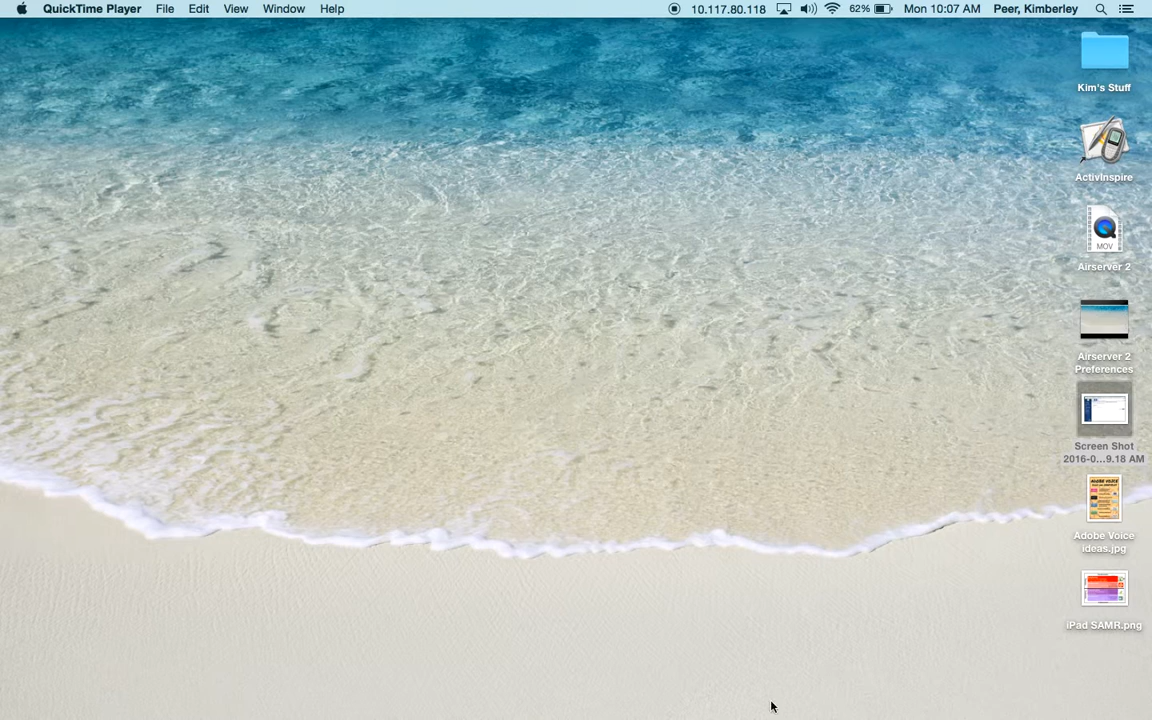 QuickTime Player File Edit View Window Help 10.117.80.118 62% Mon 10:07 AM Peer, Kimberley
Kim's Stuff
ActivInspire
MOV
Airserver 2
Airserver 2
Preferences
Screen Shot
2016-0...9.18 AM
ADOBE VOICE
Adobe Voice
ideas.jpg
iPad SAMR.png